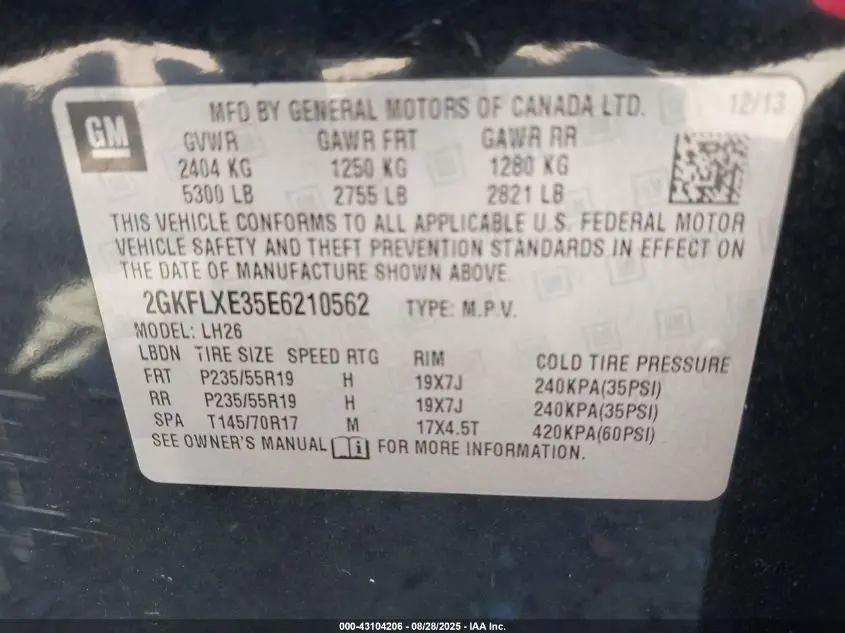 GM
MFD BY GENERAL MOTORS OF CANADA LTD. 12/13
GVWR GAWR FRT GAWR RR
2404 KG 1250 KG 1280 KG
5300 LB 2755 LB 2821 LB
THIS VEHICLE CONFORMS TO ALL APPLICABLE U.S. FEDERAL MOTOR
VEHICLE SAFETY AND THEFT PREVENTION STANDARDS IN EFFECT ON
THE DATE OF MANUFACTURE SHOWN ABOVE.
2GKFLXE35E6210562 TYPE: M.P.V.
MODEL: LH26
LBDN TIRE SIZE SPEED RTG RIM COLD TIRE PRESSURE
FRT P235/55R19 H 19X7J 240KPA(35PSI)
RR P235/55R19 H 19X7J 240KPA(35PSI)
SPA T145/70R17 M 17X4.5T 420KPA(60PSI)
SEE OWNER'S MANUAL i FOR MORE INFORMATION.
000-43104206 - 08/28/2025 - IAA Inc.